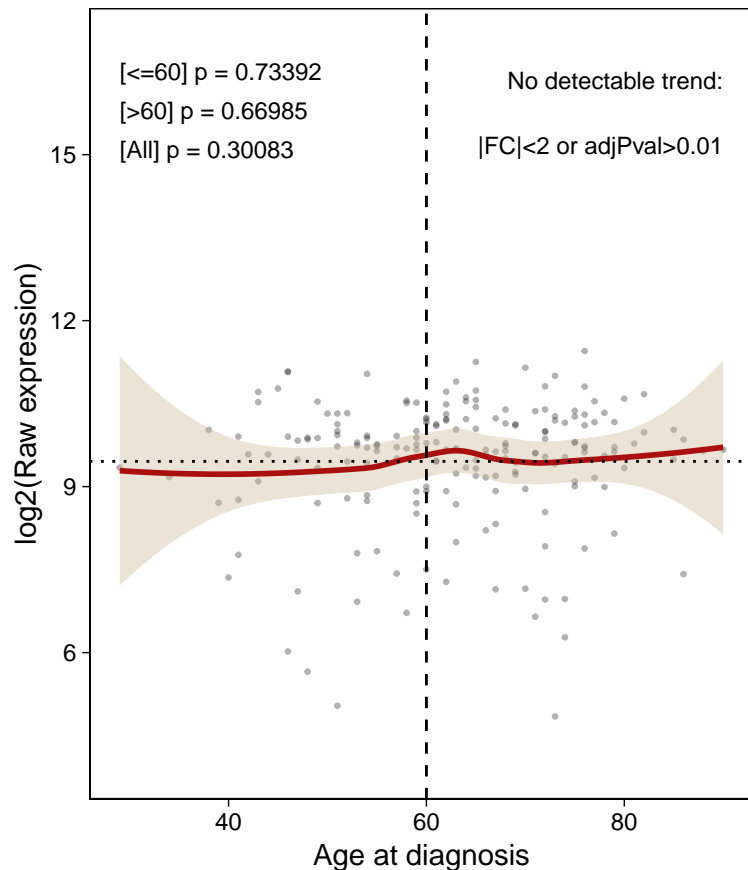 [<=60] p = 0.73392
[>60] p = 0.66985
[All] p = 0.30083
No detectable trend:
|FC|<2 or adjPval>0.01
log2(Raw expression)
15
12
9
6
40
60
80
Age at diagnosis